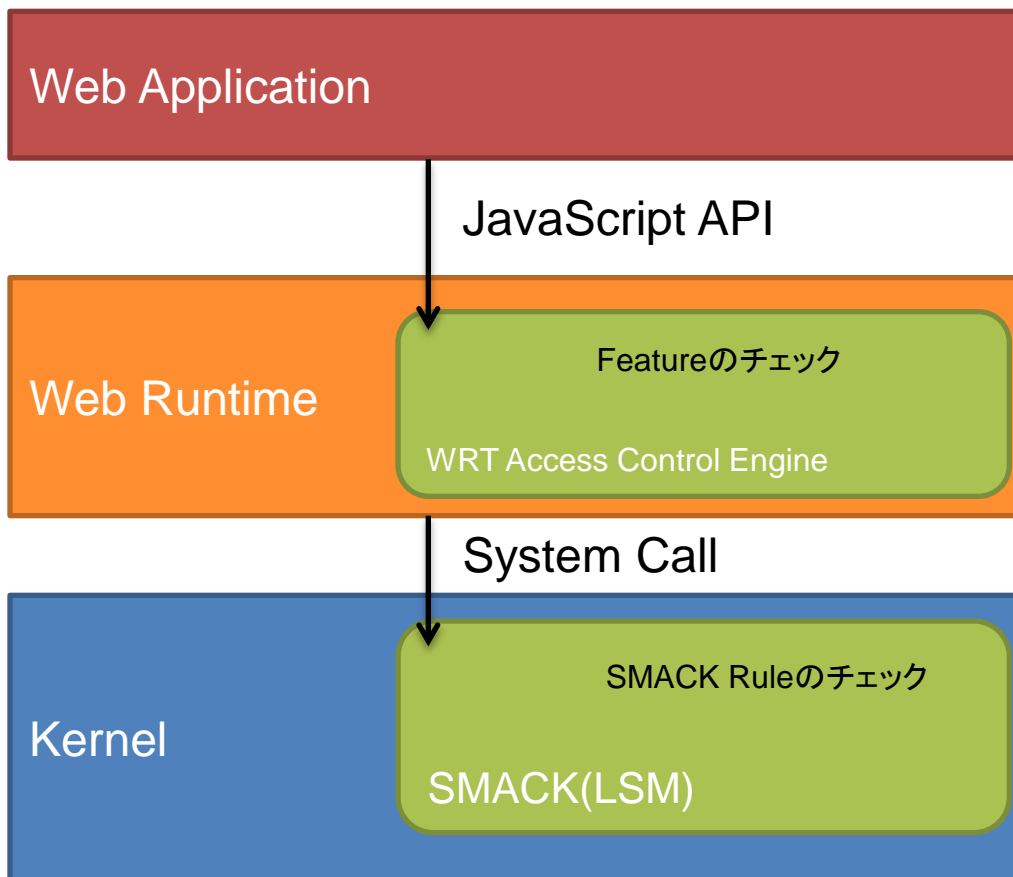 Web Application
JavaScript API
Featureのチェック
Web Runtime
WRT Access Control Engine
System Call
SMACK Ruleのチェック
Kernel
SMACK(LSM)